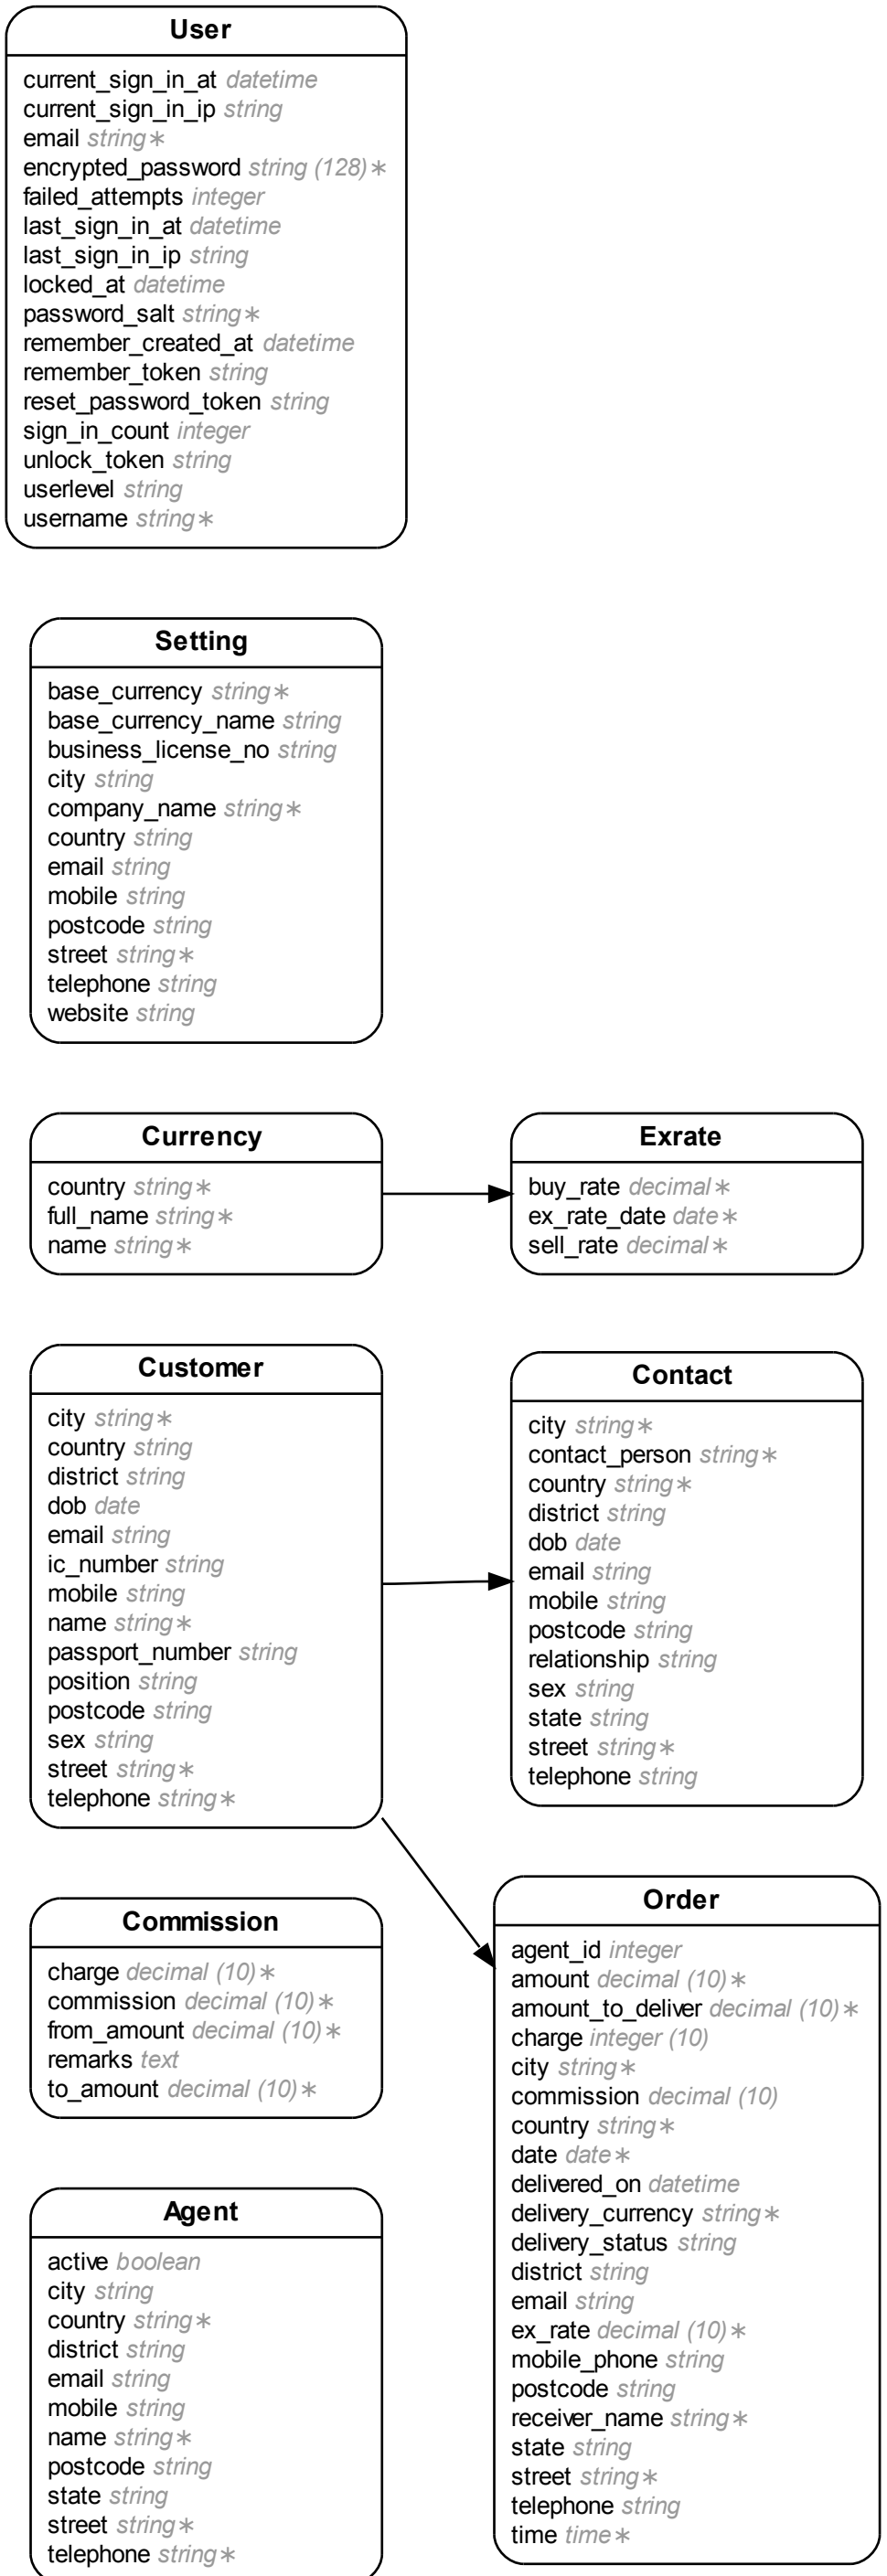 User
current_sign_in_at datetime
current_sign_in_ip string
email string∗
encrypted_password string (128)∗
failed_attempts integer
last_sign_in_at datetime
last_sign_in_ip string
locked_at datetime
password_salt string∗
remember_created_at datetime
remember_token string
reset_password_token string
sign_in_count integer
unlock_token string
userlevel string
username string∗
Setting
base_currency string∗
base_currency_name string
business_license_no string
city string
company_name string∗
country string
email string
mobile string
postcode string
street string∗
telephone string
website string
Currency
country string∗
full_name string∗
name string∗
Exrate
buy_rate decimal∗
ex_rate_date date∗
sell_rate decimal∗
Customer
city string∗
country string
district string
dob date
email string
ic_number string
mobile string
name string∗
passport_number string
position string
postcode string
sex string
street string∗
telephone string∗
Contact
city string∗
contact_person string∗
country string∗
district string
dob date
email string
mobile string
postcode string
relationship string
sex string
state string
street string∗
telephone string
Commission
charge decimal (10)∗
commission decimal (10)∗
from_amount decimal (10)∗
remarks text
to_amount decimal (10)∗
Order
agent_id integer
amount decimal (10)∗
amount_to_deliver decimal (10)∗
charge integer (10)
city string∗
commission decimal (10)
country string∗
date date∗
delivered_on datetime
delivery_currency string∗
delivery_status string
district string
email string
ex_rate decimal (10)∗
mobile_phone string
postcode string
receiver_name string∗
state string
street string∗
telephone string
time time∗
Agent
active boolean
city string
country string∗
district string
email string
mobile string
name string∗
postcode string
state string
street string∗
telephone string∗